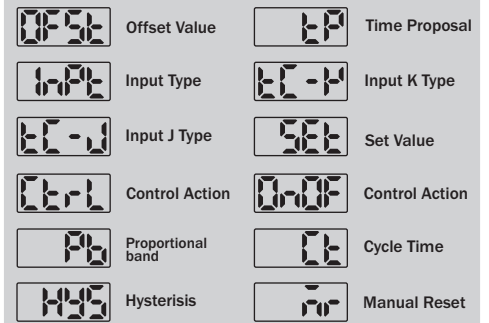 OFSt Offset Value
tP Time Proposal
InPt Input Type
tC-K Input K Type
tC-J Input J Type
SEt Set Value
CtrL Control Action
OnOF Control Action
Pb Proportional
band
Ct Cycle Time
HYS Hysterisis
mr Manual Reset